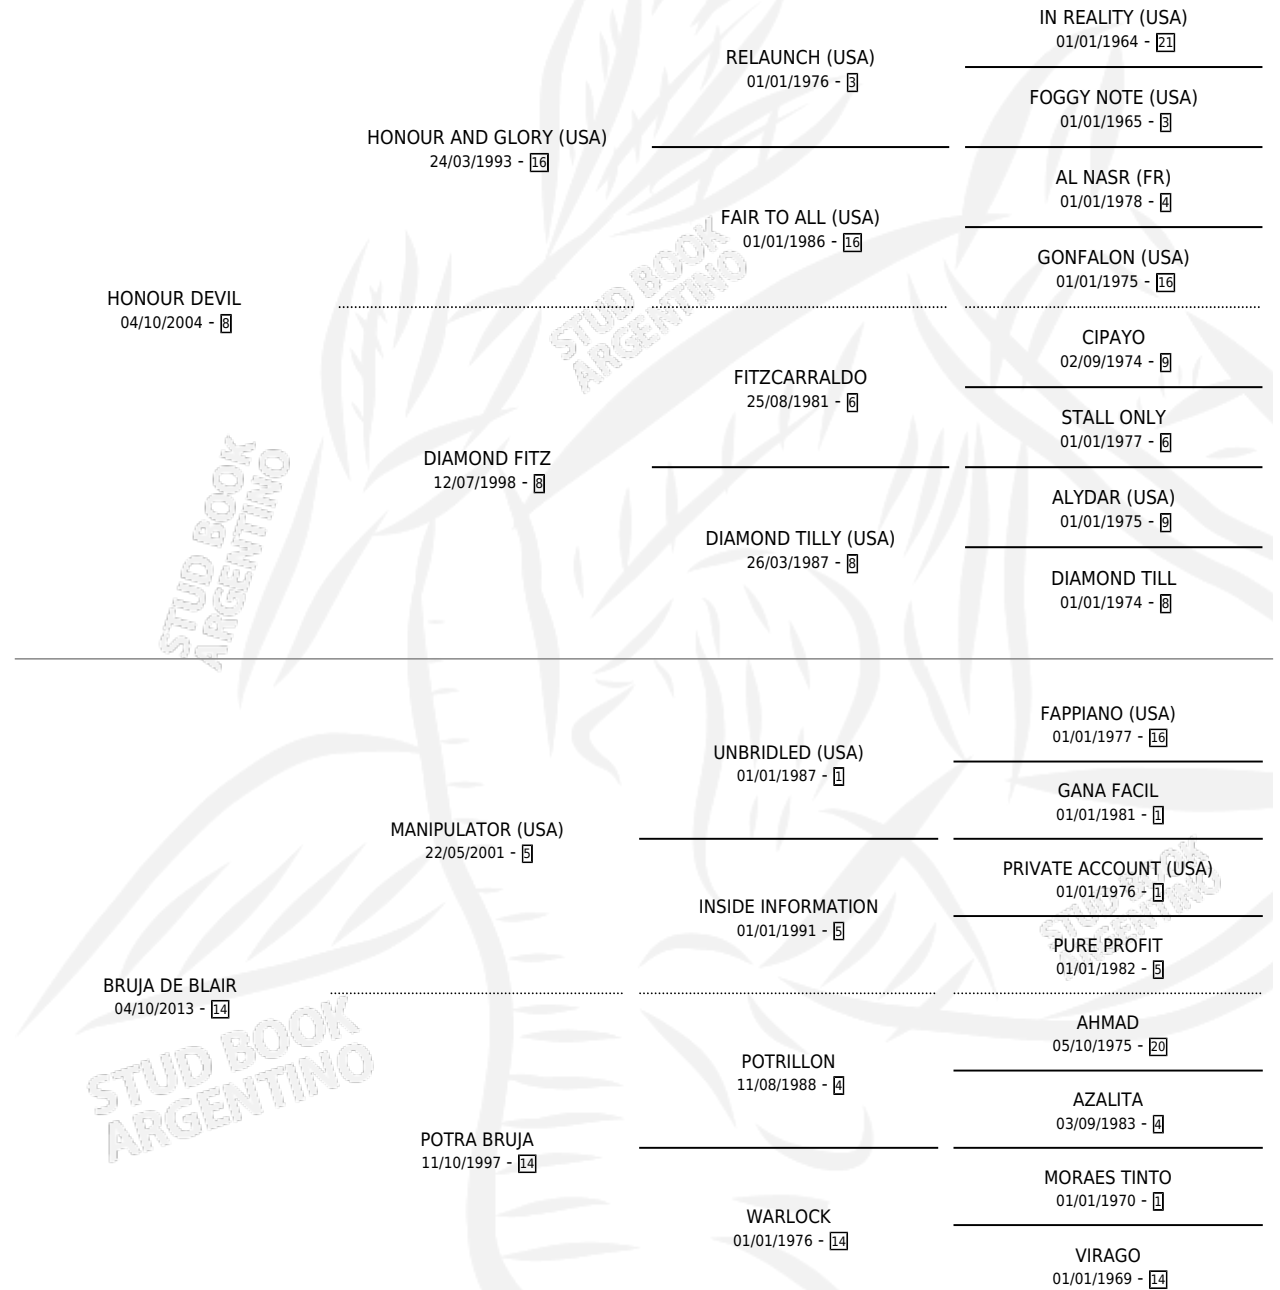 IN REALITY (USA)
01/01/1964 - 21
RELAUNCH (USA)
01/01/1976 - 3
FOGGY NOTE (USA)
01/01/1965 - 3
HONOUR AND GLORY (USA)
24/03/1993 - 16
AL NASR (FR)
01/01/1978 - 4
FAIR TO ALL (USA)
01/01/1986 - 16
GONFALON (USA)
01/01/1975 - 16
HONOUR DEVIL
04/10/2004 - 8
STUD BOOK
ARGENTINO
CIPAYO
02/09/1974 - 9
FITZCARRALDO
25/08/1981 - 6
STALL ONLY
01/01/1977 - 6
DIAMOND FITZ
12/07/1998 - 8
ALYDAR (USA)
01/01/1975 - 9
DIAMOND TILLY (USA)
26/03/1987 - 8
DIAMOND TILL
01/01/1974 - 8
STUD BOOK
ARGENTINO
FAPPIANO (USA)
01/01/1977 - 16
UNBRIDLED (USA)
01/01/1987 - 1
GANA FACIL
01/01/1981 - 1
MANIPULATOR (USA)
22/05/2001 - 5
PRIVATE ACCOUNT (USA)
01/01/1976 - 1
INSIDE INFORMATION
01/01/1991 - 5
STUD BOOK
ARGENTINO
PURE PROFIT
01/01/1982 - 5
BRUJA DE BLAIR
04/10/2013 - 14
STUD BOOK
ARGENTINO
AHMAD
05/10/1975 - 20
POTRILLON
11/08/1988 - 4
AZALITA
03/09/1983 - 4
POTRA BRUJA
11/10/1997 - 14
MORAES TINTO
01/01/1970 - 1
WARLOCK
01/01/1976 - 14
VIRAGO
01/01/1969 - 14